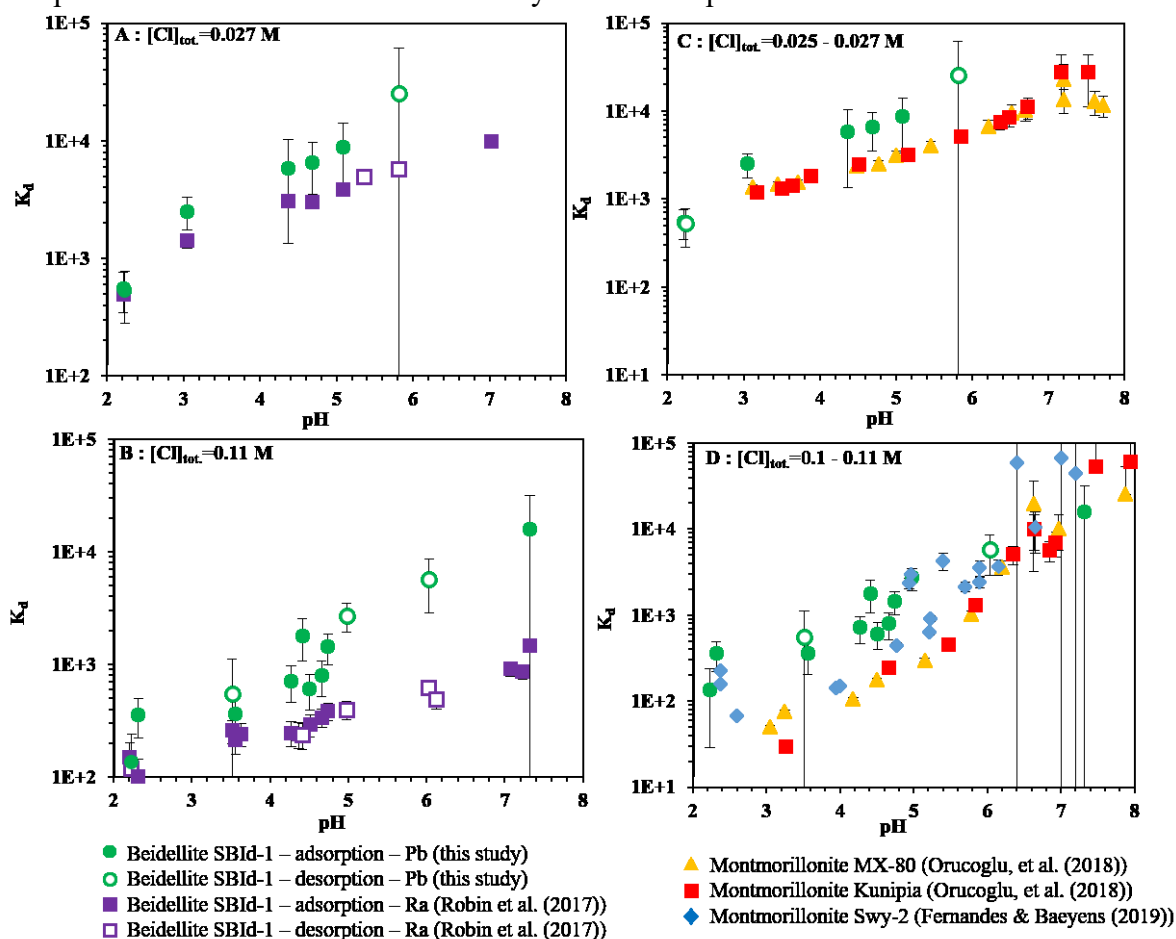 A : [Cl]tot.=0.027 M
1E+5
1E+4
1E+3
1E+2
Kd
2 3 4 5 6 7 8
pH
C : [Cl]tot.=0.025 - 0.027 M
1E+5
1E+4
1E+3
1E+2
1E+1
Kd
2 3 4 5 6 7 8
pH
B : [Cl]tot.=0.11 M
1E+5
1E+4
1E+3
1E+2
Kd
2 3 4 5 6 7 8
pH
D : [Cl]tot.=0.1 - 0.11 M
1E+5
1E+4
1E+3
1E+2
1E+1
Kd
2 3 4 5 6 7 8
pH
Beidellite SBId-1 – adsorption – Pb (this study)
Beidellite SBId-1 – desorption – Pb (this study)
Beidellite SBId-1 – adsorption – Ra (Robin et al. (2017))
Beidellite SBId-1 – desorption – Ra (Robin et al. (2017))
Montmorillonite MX-80 (Orucoglu, et al. (2018))
Montmorillonite Kunipia (Orucoglu, et al. (2018))
Montmorillonite Swy-2 (Fernandes & Baeyens (2019))